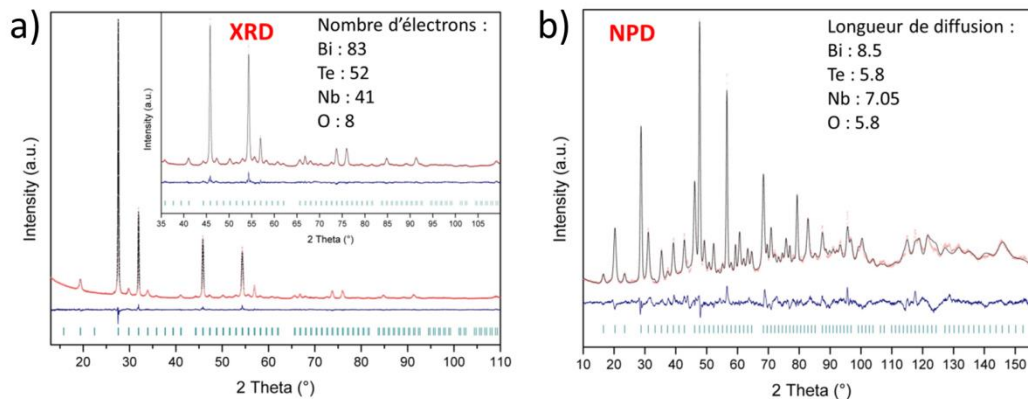 a)
XRD
Nombre d'électrons :
Bi : 83
Te : 52
Nb : 41
O : 8
Intensity (a.u.)
35 40 45 50 55 60 65 70 75 80 85 90 95 100 105
2 Theta (°)
Intensity (a.u.)
20 30 40 50 60 70 80 90 100 110
2 Theta (°)
b)
NPD
Longueur de diffusion :
Bi : 8.5
Te : 5.8
Nb : 7.05
O : 5.8
Intensity (a.u.)
10 20 30 40 50 60 70 80 90 100 110 120 130 140 150
2 Theta (°)